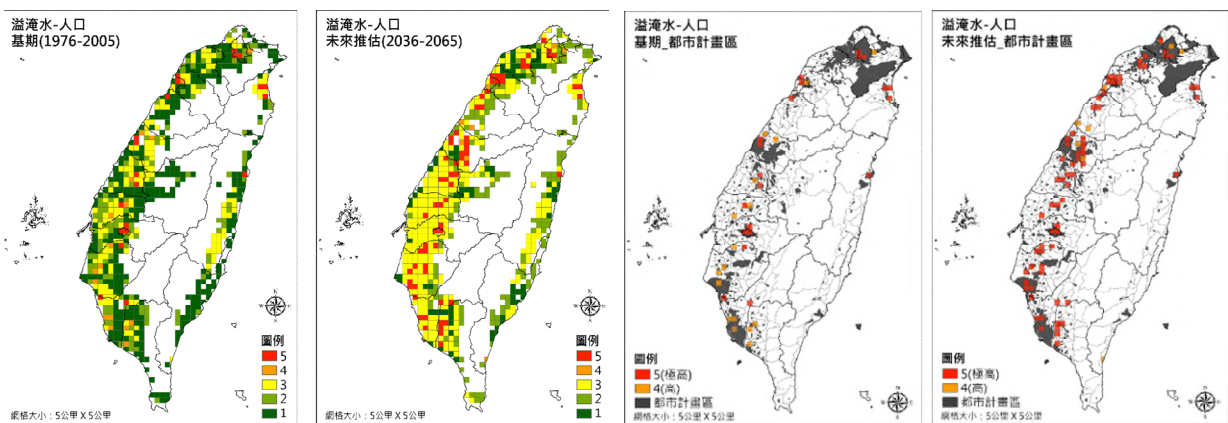 溢淹水-人口
基期(1976-2005)
N
W
E
S
圖例
5
4
3
2
1
網格大小：5公里 X 5公里
溢淹水-人口
未來推估(2036-2065)
N
W
E
S
圖例
5
4
3
2
1
網格大小：5公里 X 5公里
溢淹水-人口
基期_都市計畫區
N
W
E
S
圖例
5(極高)
4(高)
都市計畫區
網格大小：5公里 X 5公里
溢淹水-人口
未來推估_都市計畫區
N
W
E
S
圖例
5(極高)
4(高)
都市計畫區
網格大小：5公里 X 5公里